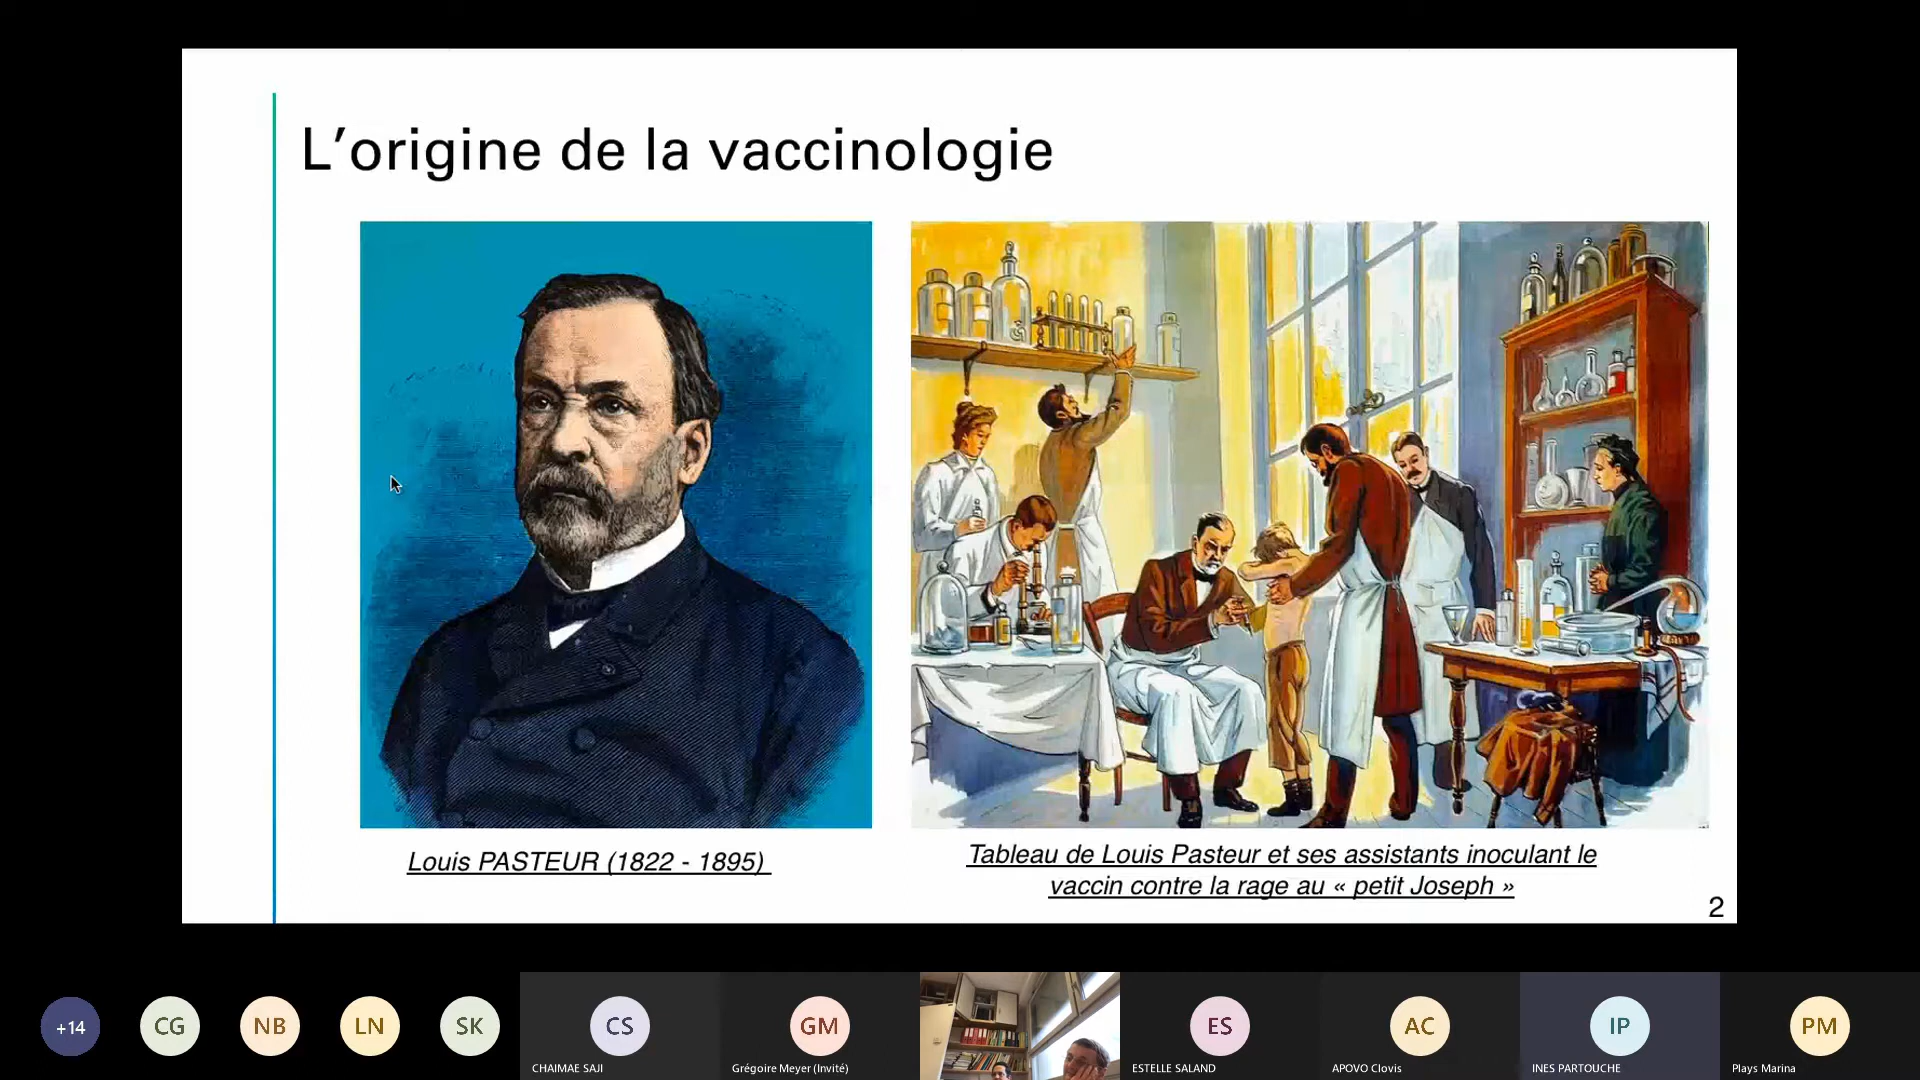 L’origine de la vaccinologie
Louis PASTEUR (1822 - 1895)
Tableau de Louis Pasteur et ses assistants inoculant le
vaccin contre la rage au « petit Joseph »
2
+14
CG
NB
LN
SK
CS
CHAIMAE SAJI
GM
Grégoire Meyer (Invité)
ES
ESTELLE SALAND
AC
APOVO Clovis
IP
INES PARTOUCHE
PM
Plays Marina